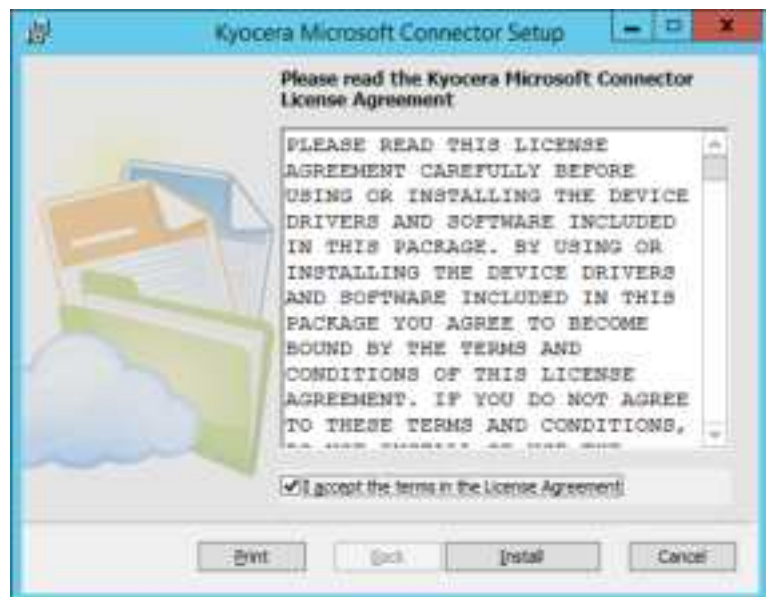 Kyocera Microsoft Connector Setup
Please read the Kyocera Microsoft Connector
License Agreement
PLEASE READ THIS LICENSE
AGREEMENT CAREFULLY BEFORE
USING OR INSTALLING THE DEVICE
DRIVERS AND SOFTWARE INCLUDED
IN THIS PACKAGE. BY USING OR
INSTALLING THE DEVICE DRIVERS
AND SOFTWARE INCLUDED IN THIS
PACKAGE YOU AGREE TO BECOME
BOUND BY THE TERMS AND
CONDITIONS OF THIS LICENSE
AGREEMENT. IF YOU DO NOT AGREE
TO THESE TERMS AND CONDITIONS,
I accept the terms in the License Agreement
Print Back Install Cancel